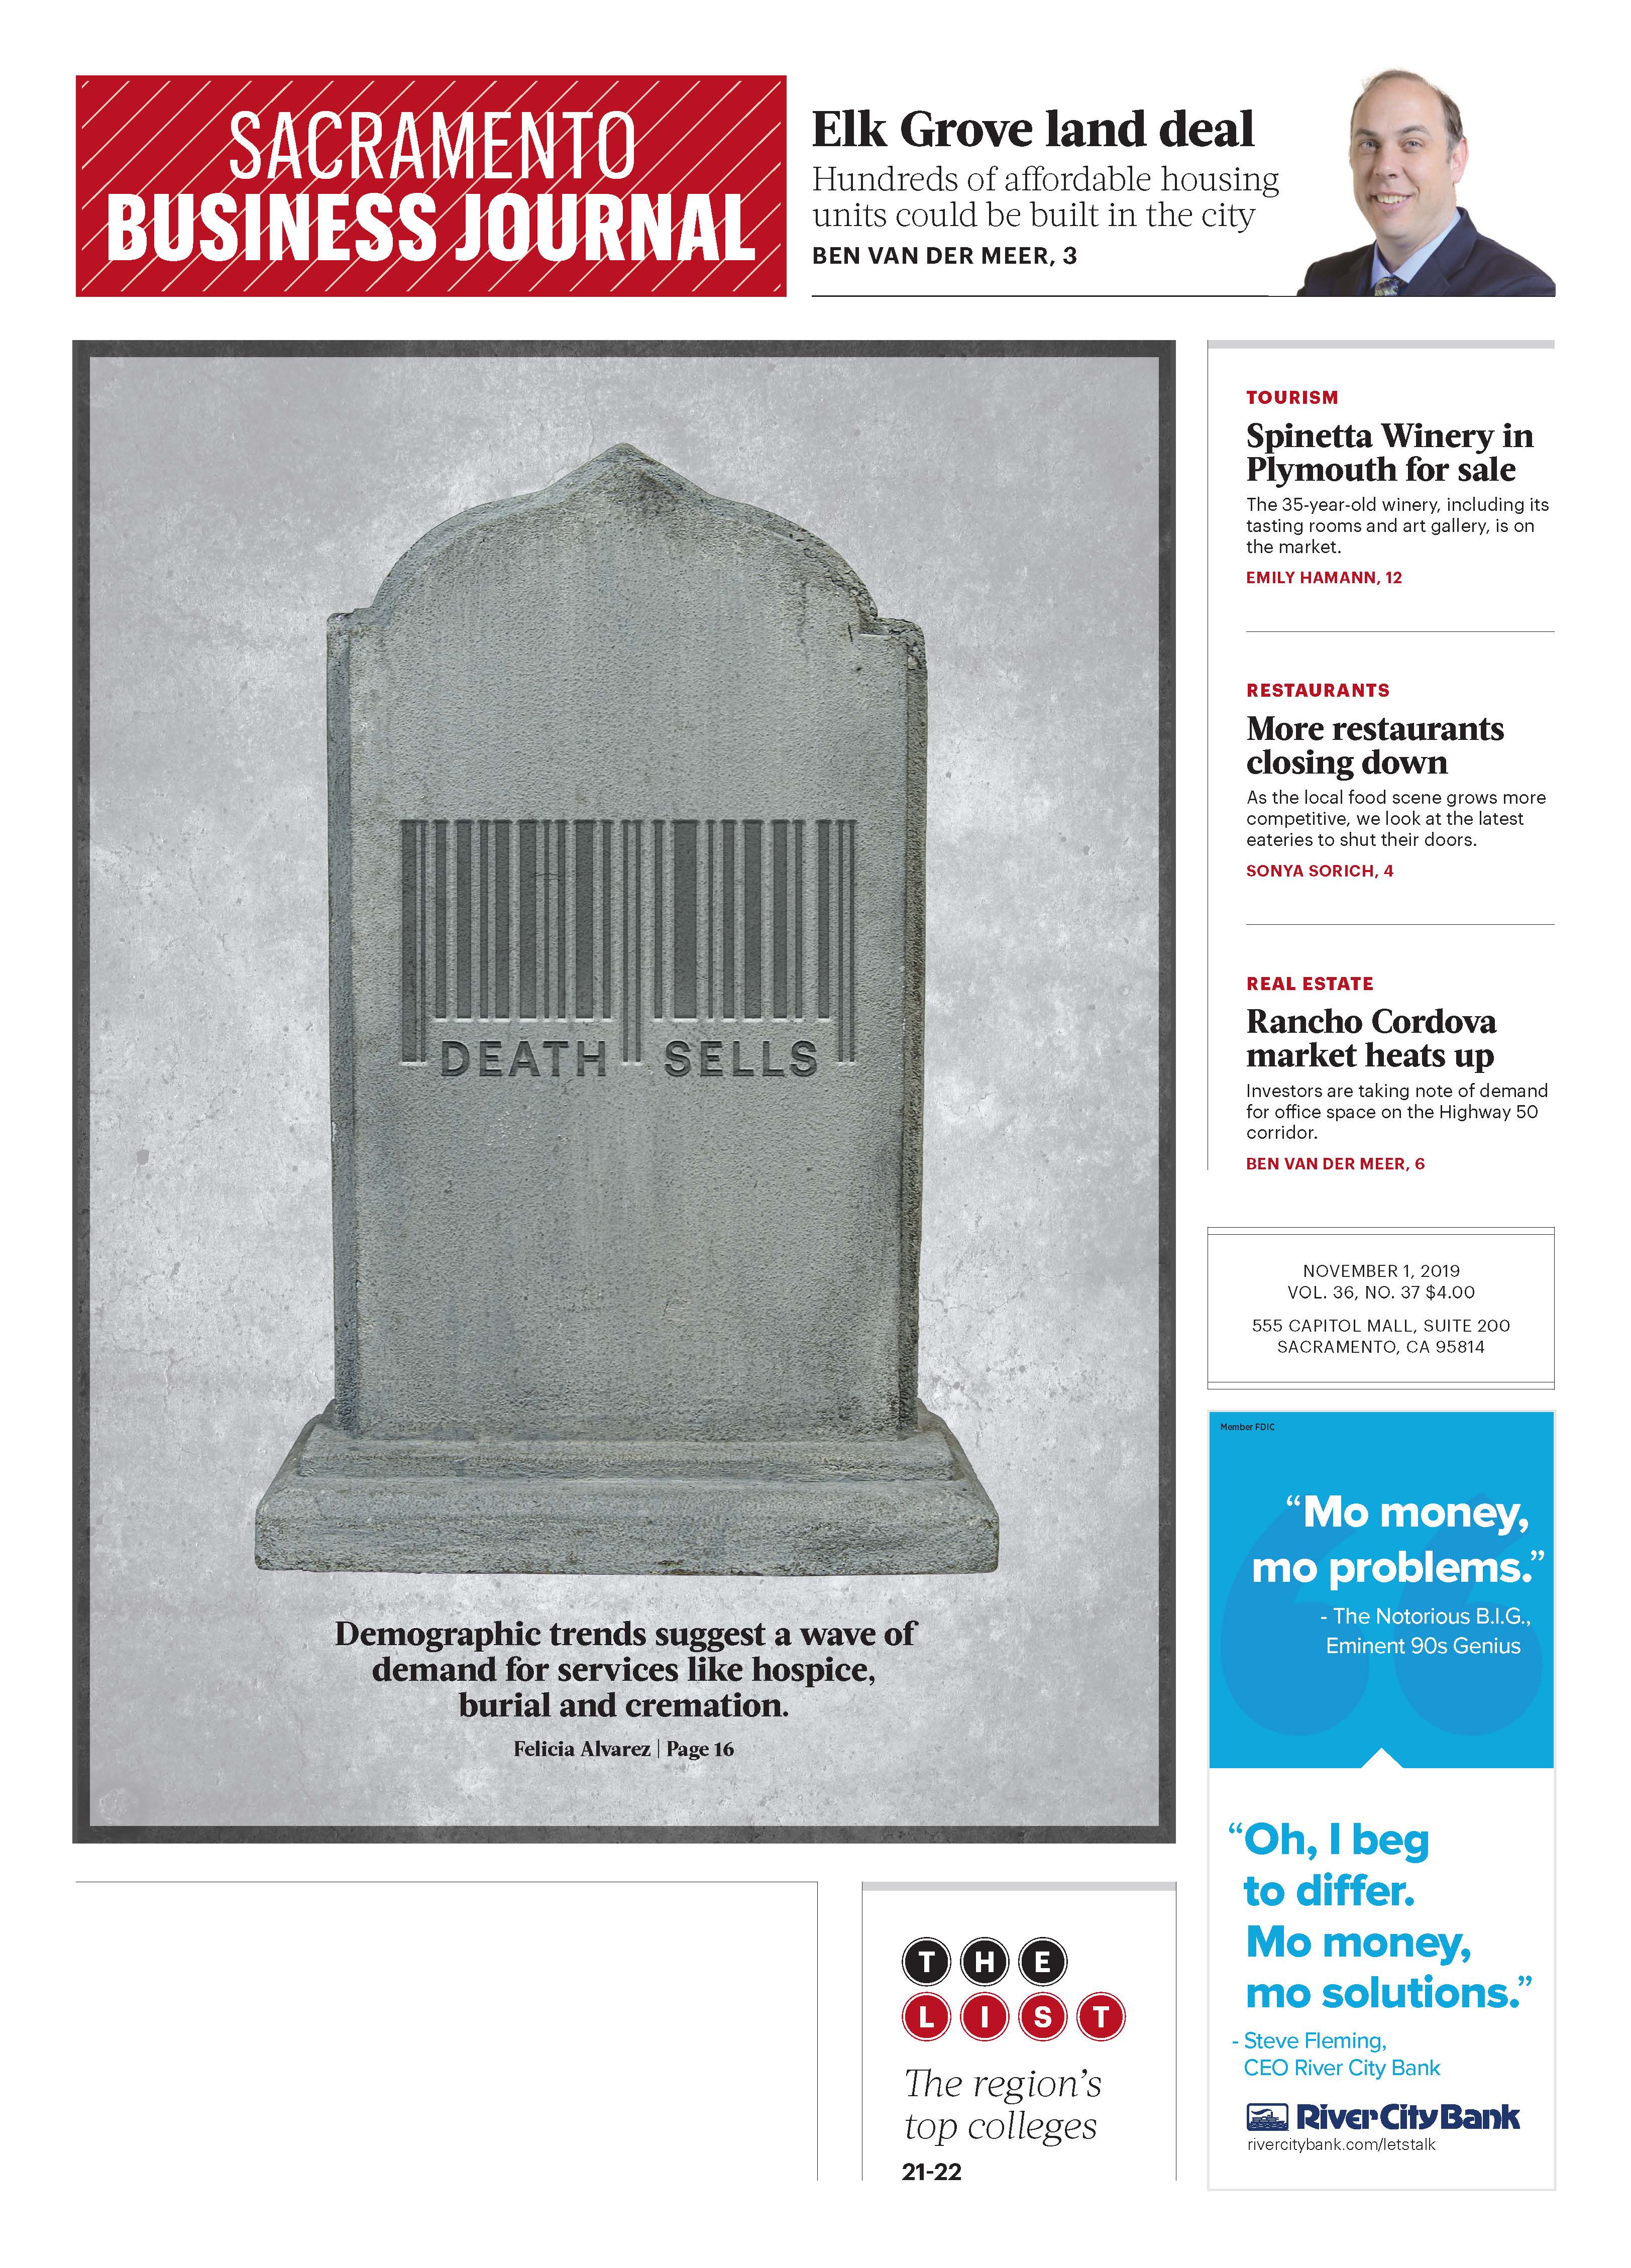 SACRAMENTO
BUSINESS JOURNAL
Elk Grove land deal
Hundreds of affordable housing
units could be built in the city
BEN VAN DER MEER, 3
DEATH SELLS
Demographic trends suggest a wave of
demand for services like hospice,
burial and cremation.
Felicia Alvarez | Page 16
TOURISM
Spinetta Winery in
Plymouth for sale
The 35-year-old winery, including its
tasting rooms and art gallery, is on
the market.
EMILY HAMANN, 12
RESTAURANTS
More restaurants
closing down
As the local food scene grows more
competitive, we look at the latest
eateries to shut their doors.
SONYA SORICH, 4
REAL ESTATE
Rancho Cordova
market heats up
Investors are taking note of demand
for office space on the Highway 50
corridor.
BEN VAN DER MEER, 6
NOVEMBER 1, 2019
VOL. 36, NO. 37 $4.00
555 CAPITOL MALL, SUITE 200
SACRAMENTO, CA 95814
THE
LIST
The region's
top colleges
21-22
Member FDIC
“Mo money,
mo problems.”
- The Notorious B.I.G.,
Eminent 90s Genius
“Oh, I beg
to differ.
Mo money,
mo solutions.”
- Steve Fleming,
CEO River City Bank
RiverCityBank
rivercitybank.com/letstalk